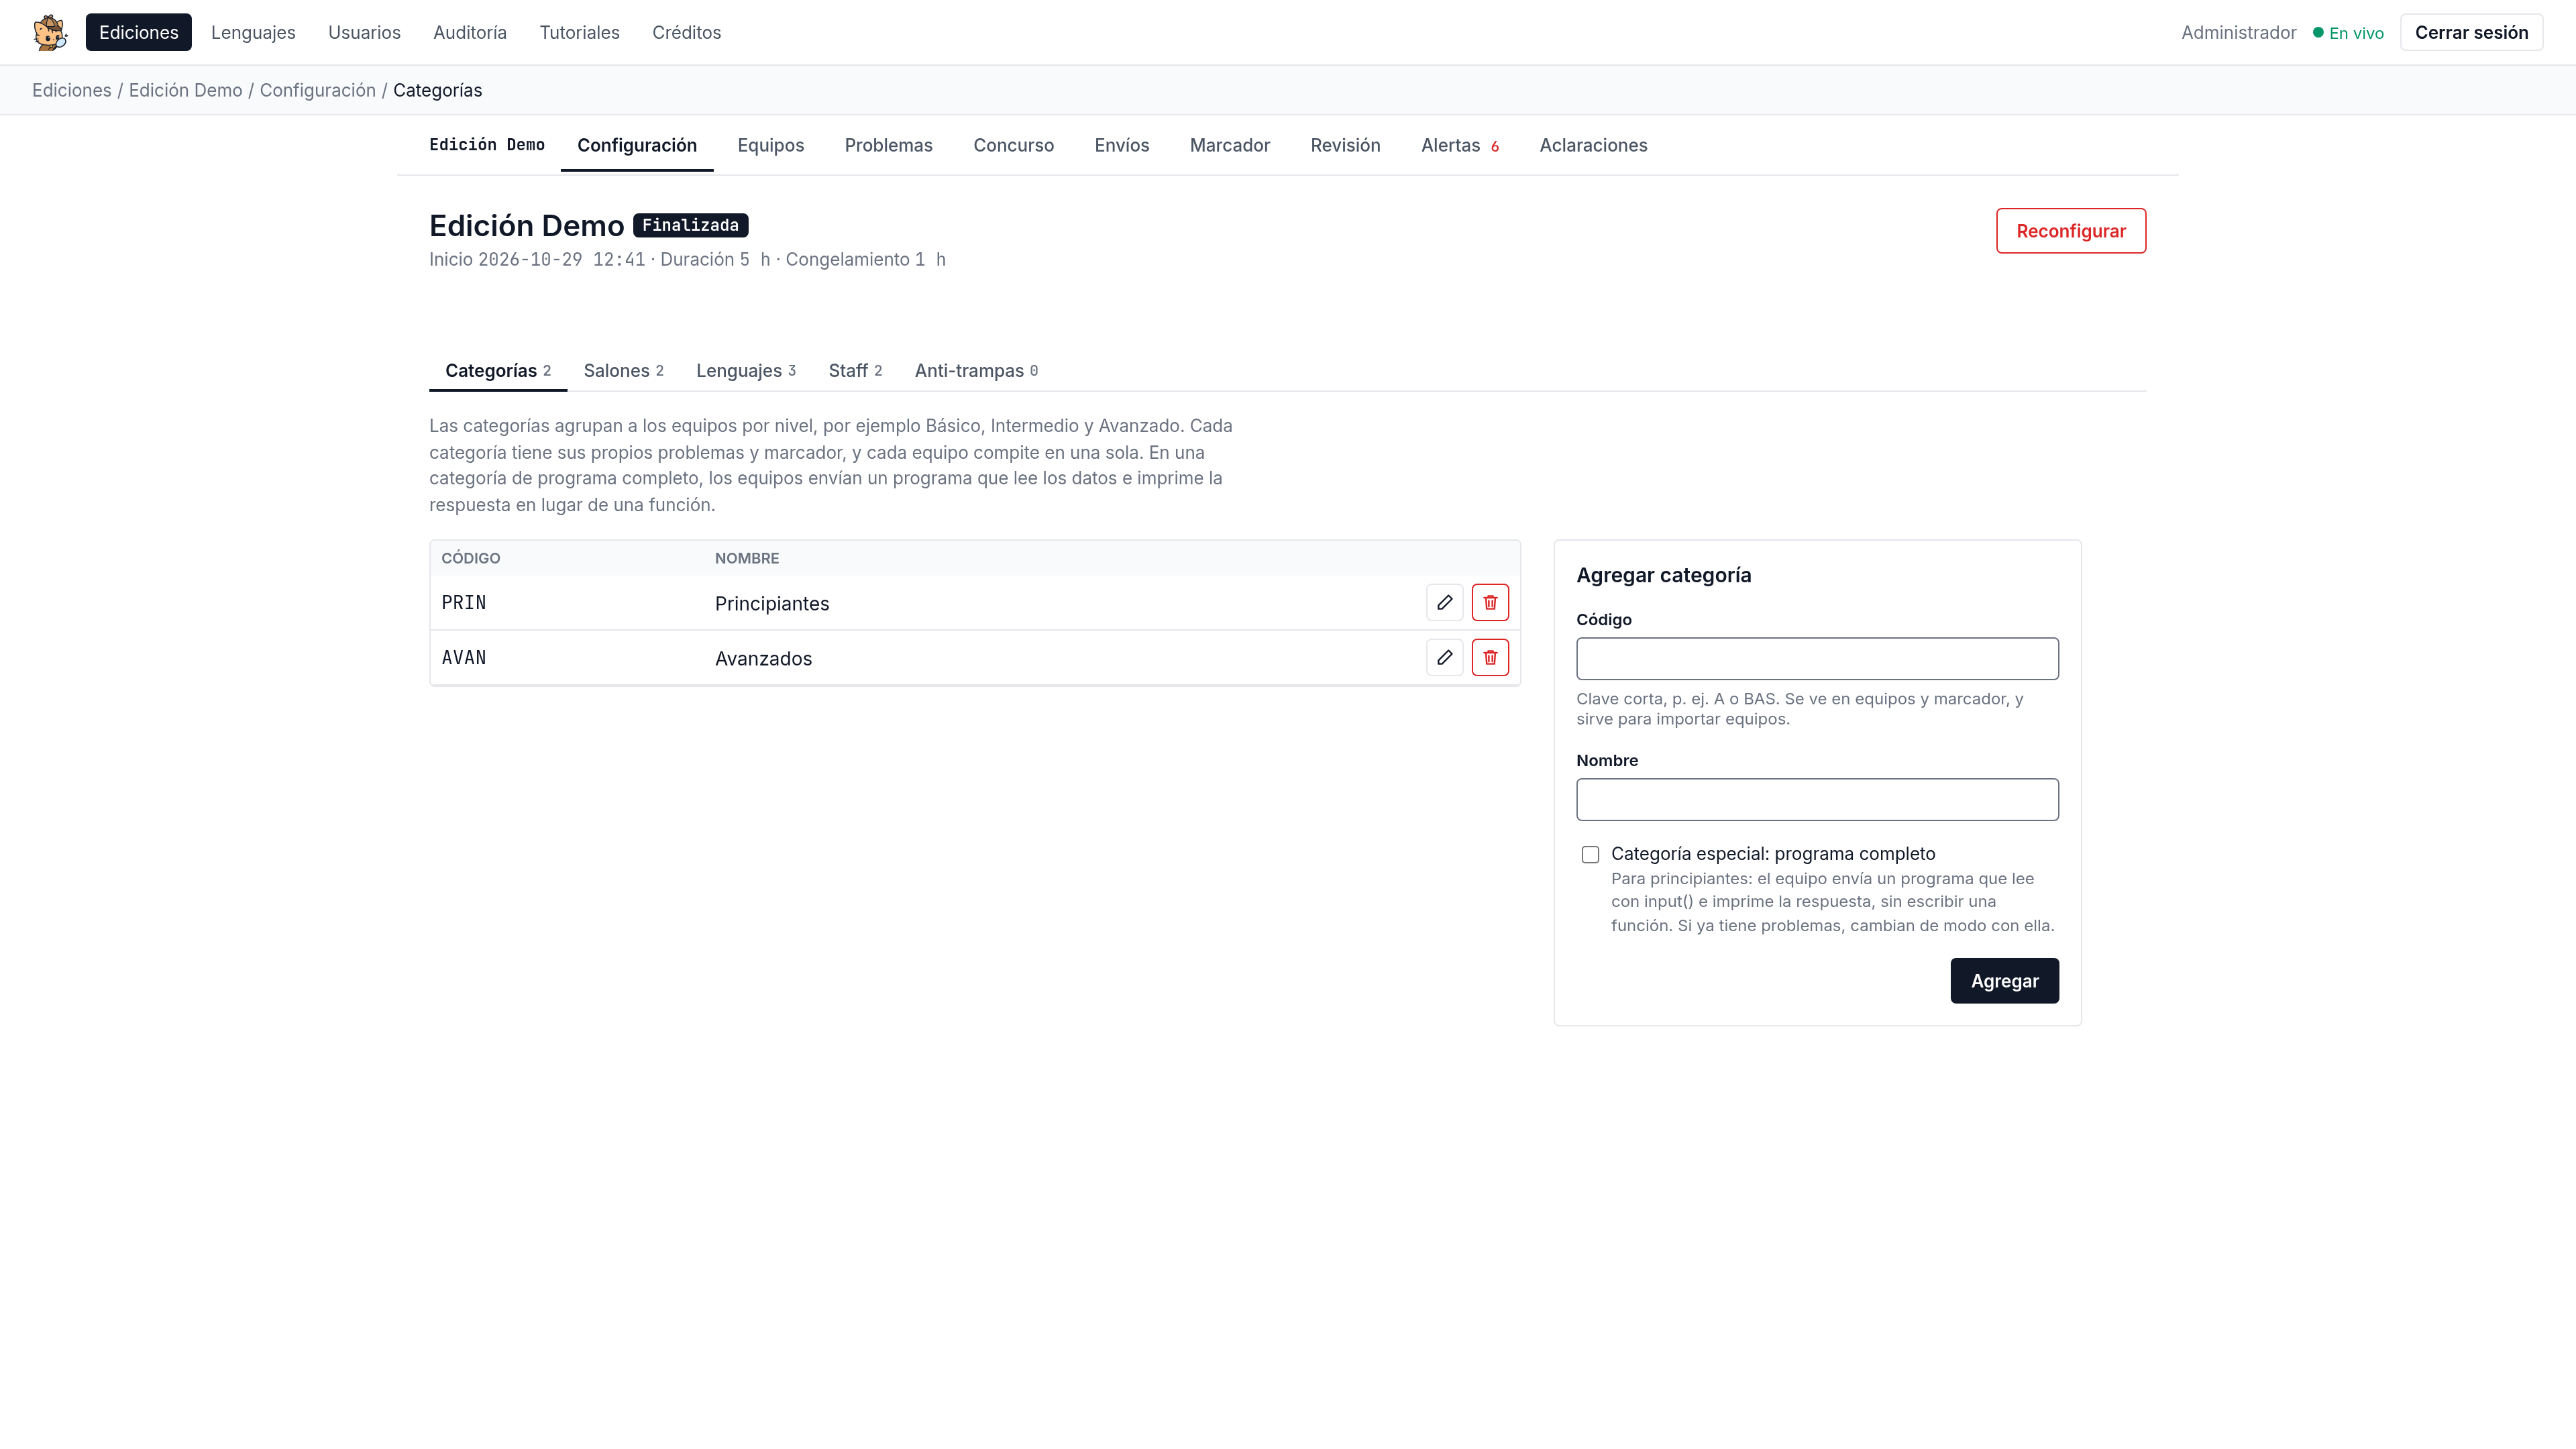 Ediciones Lenguajes Usuarios Auditoría Tutoriales Créditos Administrador En vivo Cerrar sesión
Ediciones / Edición Demo / Configuración / Categorías
Edición Demo Configuración Equipos Problemas Concurso Envíos Marcador Revisión Alertas 6 Aclaraciones
Edición Demo Finalizada
Reconfigurar
Inicio 2026-10-29 12:41 · Duración 5 h · Congelamiento 1 h
Categorías 2 Salones 2 Lenguajes 3 Staff 2 Anti-trampas 0
Las categorías agrupan a los equipos por nivel, por ejemplo Básico, Intermedio y Avanzado. Cada
categoría tiene sus propios problemas y marcador, y cada equipo compite en una sola. En una
categoría de programa completo, los equipos envían un programa que lee los datos e imprime la
respuesta en lugar de una función.
CÓDIGO NOMBRE
PRIN Principiantes
AVAN Avanzados
Agregar categoría
Código
Clave corta, p. ej. A o BAS. Se ve en equipos y marcador, y
sirve para importar equipos.
Nombre
Categoría especial: programa completo
Para principiantes: el equipo envía un programa que lee
con input() e imprime la respuesta, sin escribir una
función. Si ya tiene problemas, cambian de modo con ella.
Agregar